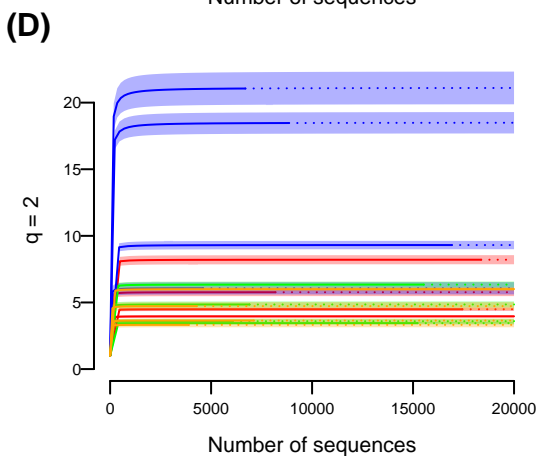 Number of sequences
(D)
20
15
10
5
0
q = 2
0 5000 10000 15000 20000
Number of sequences